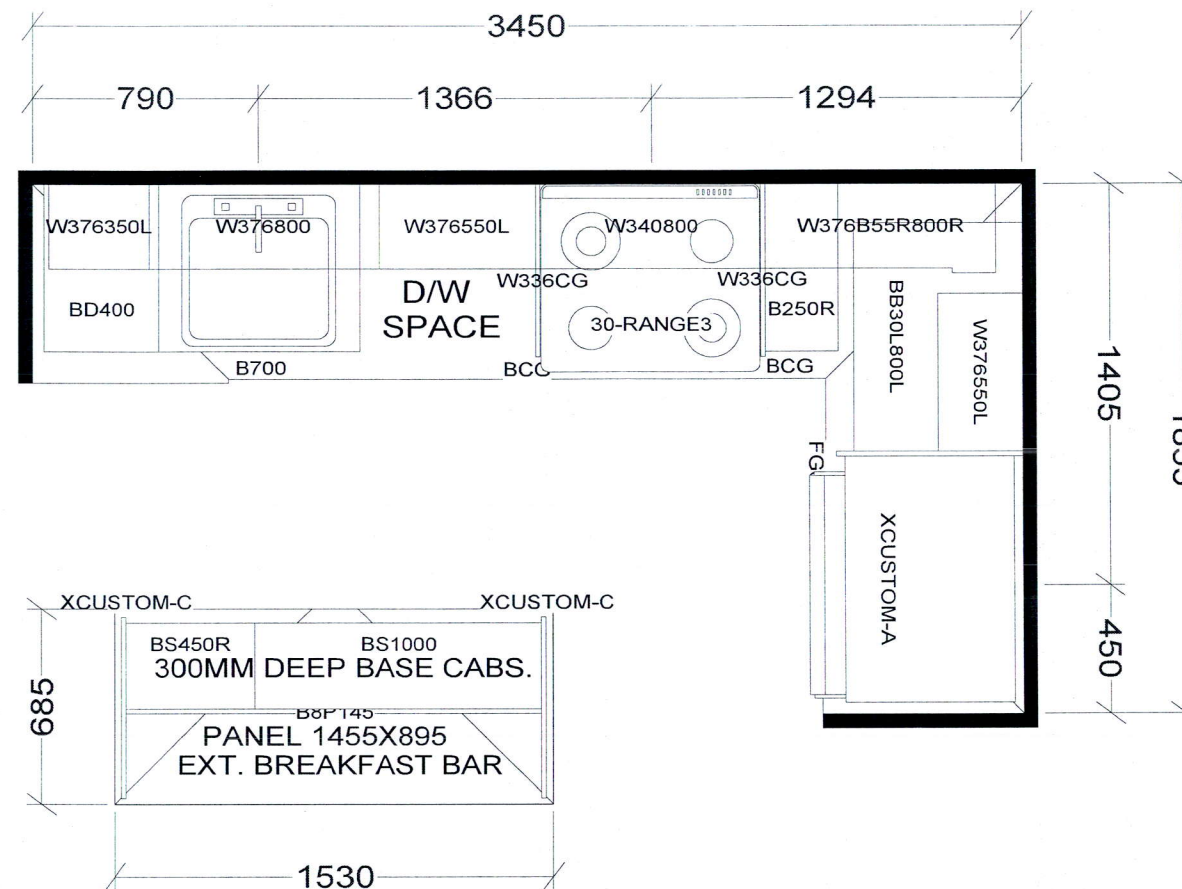 3450
790
1366
1294
W376350L
W376800
W376550L
W340800
W376B55R800R
W336CG
W336CG
BD400
D/W
SPACE
30-RANGE3
B250R
BB30L800L
W376550L
B700
BCG
BCG
1405
FG
XCUSTOM-A
450
XCUSTOM-C
XCUSTOM-C
BS450R
BS1000
300MM DEEP BASE CABS.
685
PANEL 1455X895
EXT. BREAKFAST BAR
1530